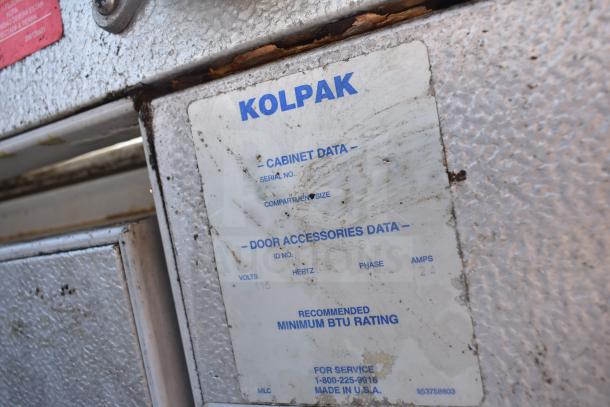 KOLPAK
– CABINET DATA –
SERIAL NO.
COMPARTMENT SIZE
– DOOR ACCESSORIES DATA –
ID NO.
VOLTS HERTZ PHASE AMPS
RECOMMENDED
MINIMUM BTU RATING
FOR SERVICE
1-800-225-9916
MLC MADE IN U.S.A.